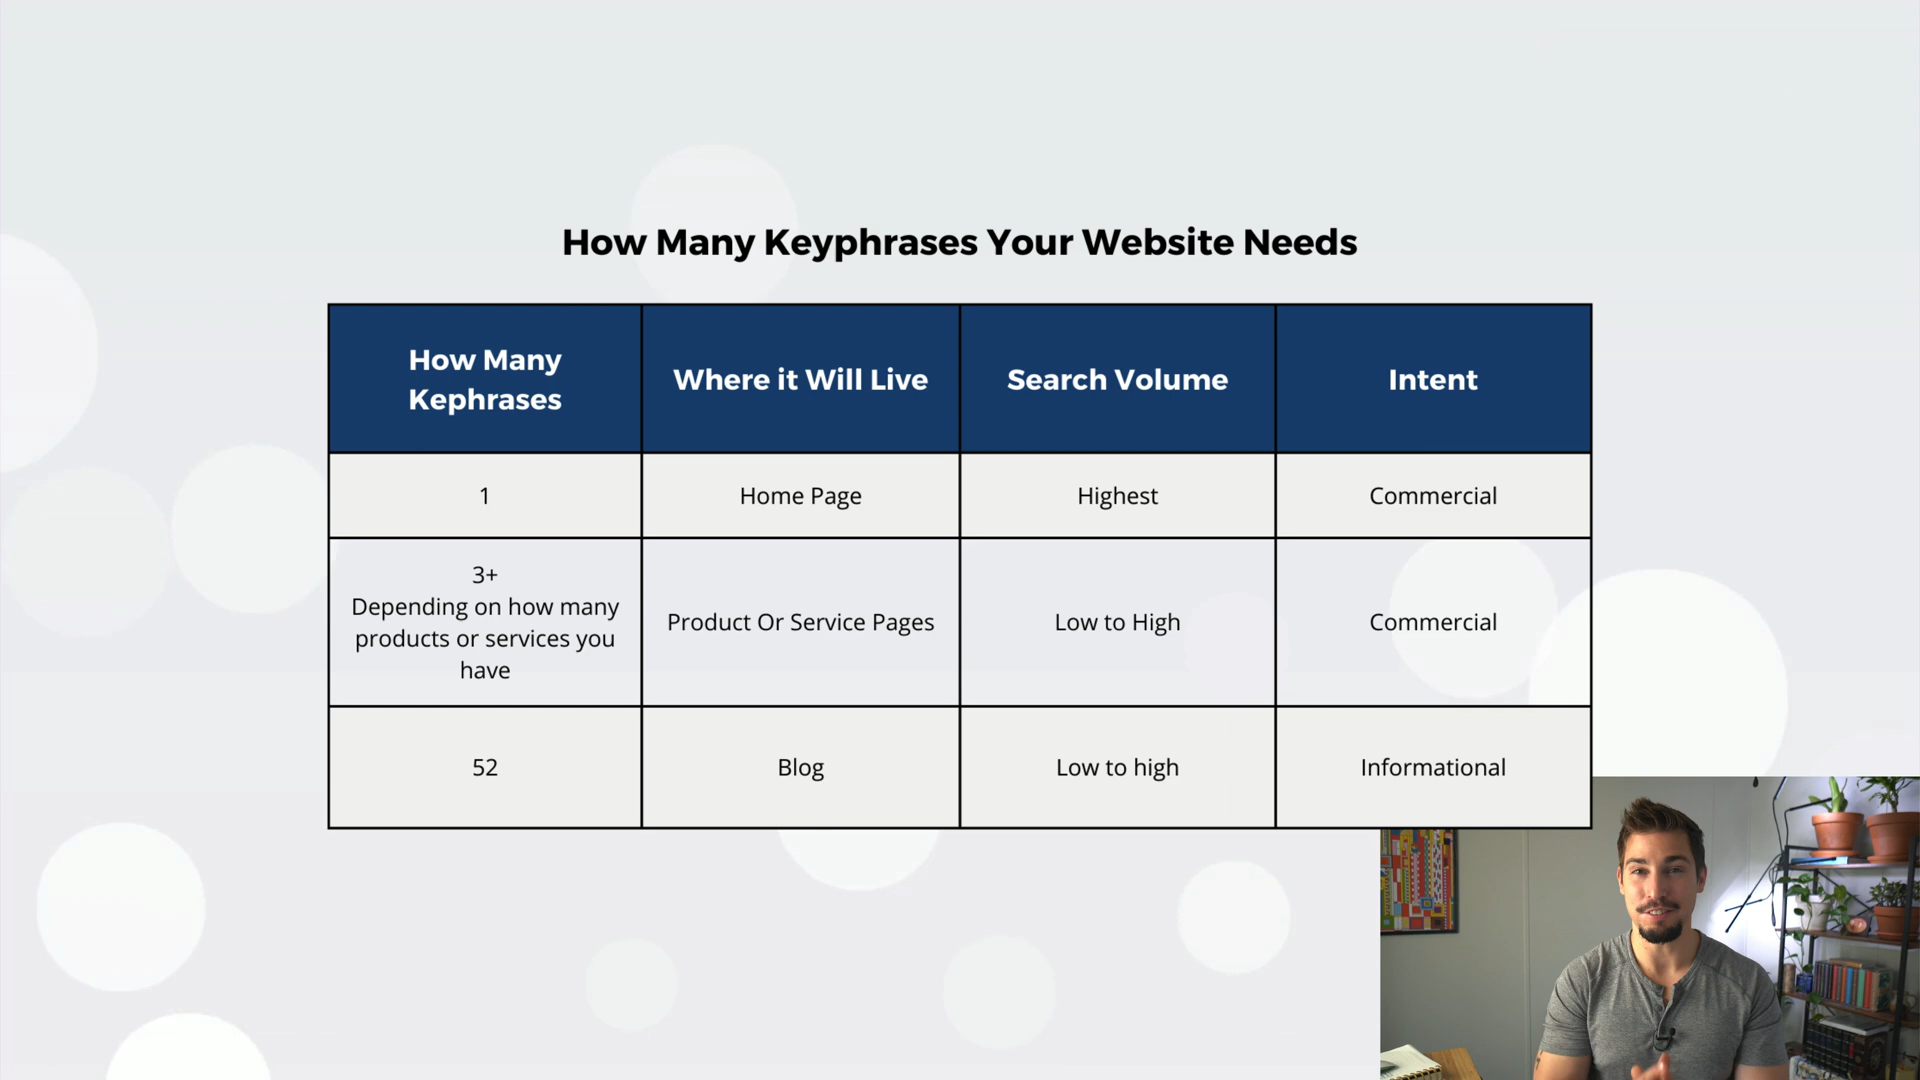 How Many Keyphrases Your Website Needs
How Many
Kephrases
Where it Will Live
Search Volume
Intent
1
Home Page
Highest
Commercial
3+
Depending on how many
products or services you
have
Product Or Service Pages
Low to High
Commercial
52
Blog
Low to high
Informational